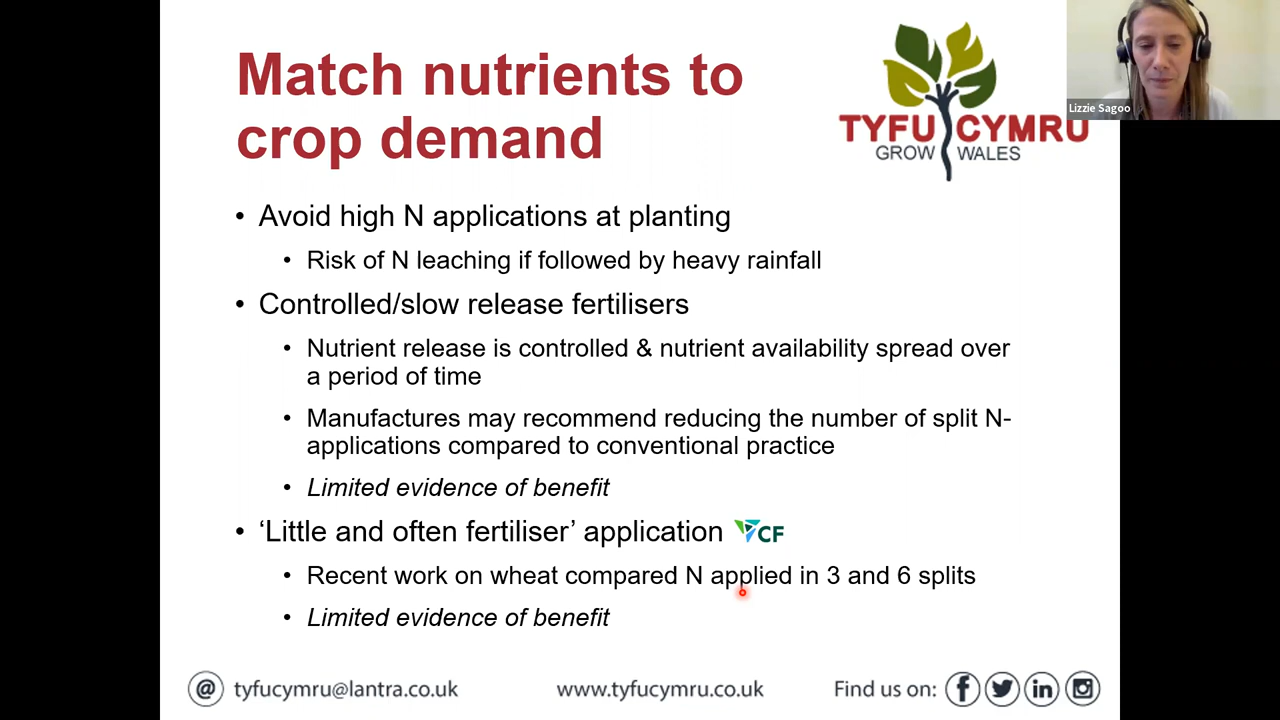 Match nutrients to
crop demand
TYFU CYMRU
GROW WALES
Lizzie Sagoo
• Avoid high N applications at planting
• Risk of N leaching if followed by heavy rainfall
• Controlled/slow release fertilisers
• Nutrient release is controlled & nutrient availability spread over
a period of time
• Manufactures may recommend reducing the number of split N-
applications compared to conventional practice
• Limited evidence of benefit
• ‘Little and often fertiliser’ application CF
• Recent work on wheat compared N applied in 3 and 6 splits
• Limited evidence of benefit
@ tyfucymru@lantra.co.uk www.tyfucymru.co.uk Find us on: f in